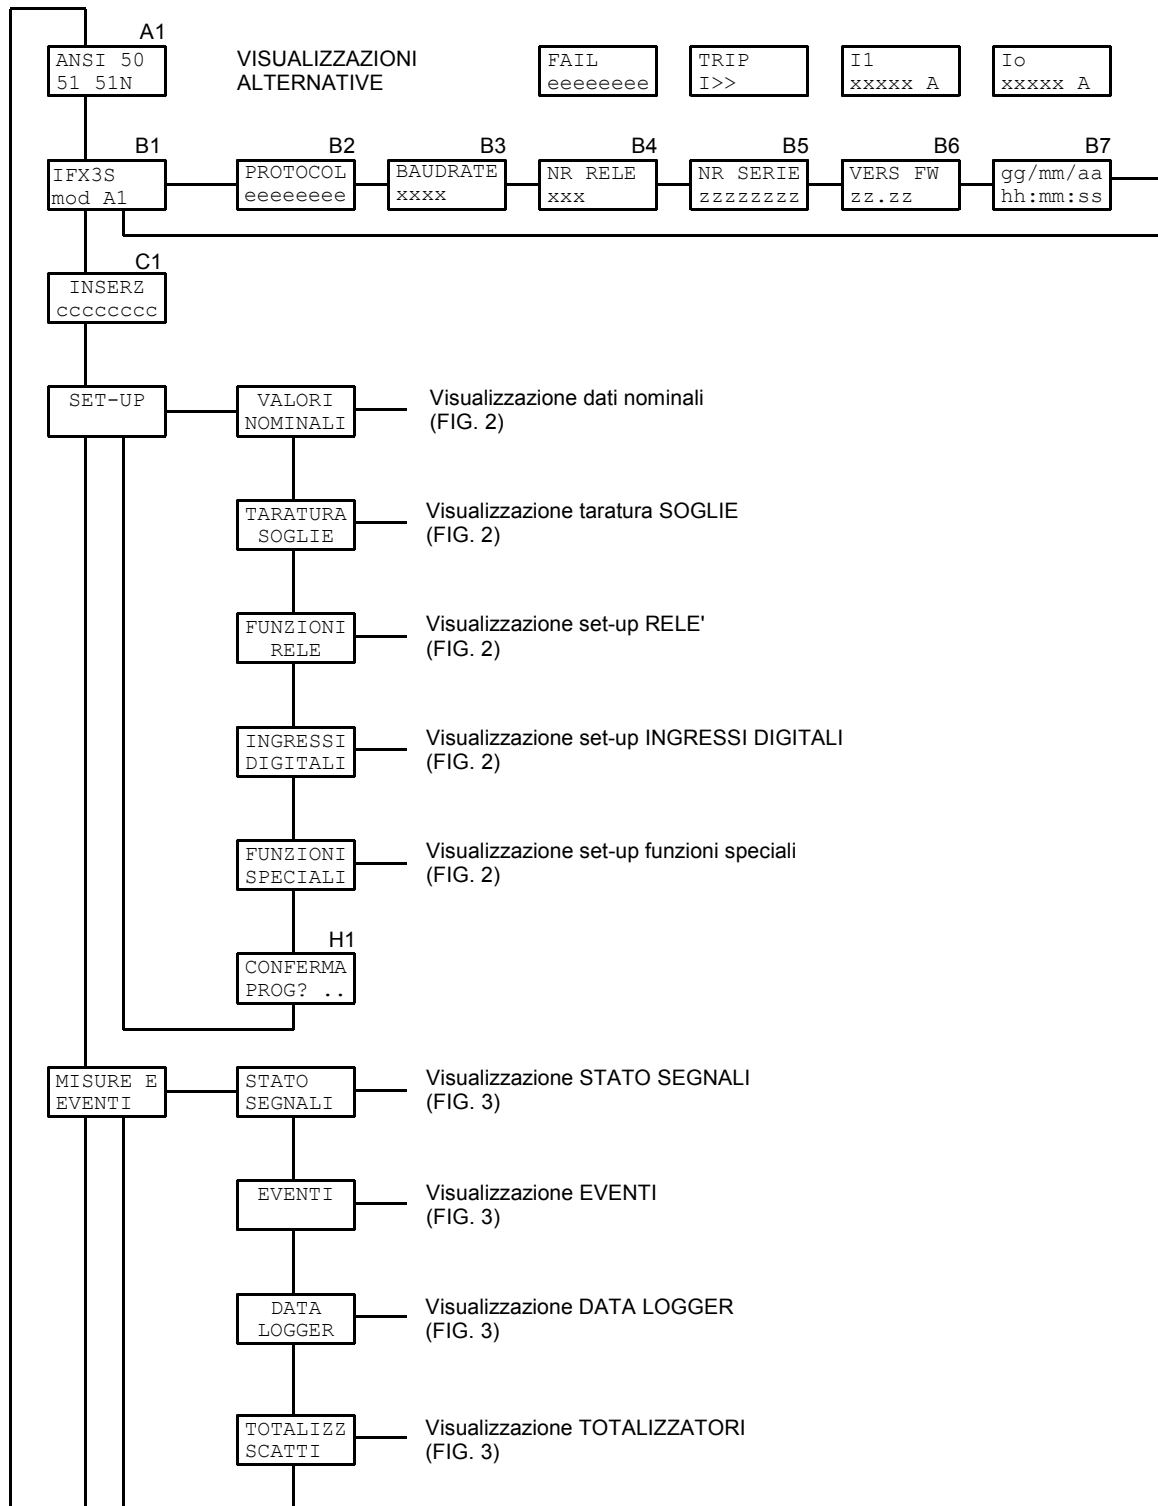 A1
ANSI 50
51 51N
VISUALIZZAZIONI
ALTERNATIVE
FAIL
eeeeeeee
TRIP
I>>
I1
xxxxx A
Io
xxxxx A
B1
IFX3S
mod A1
B2
PROTOCOL
eeeeeeee
B3
BAUDRATE
xxxx
B4
NR RELE
xxx
B5
NR SERIE
zzzzzzzz
B6
VERS FW
zz.zz
B7
gg/mm/aa
hh:mm:ss
C1
INSERZ
cccccccc
SET-UP
VALORI
NOMINALI
Visualizzazione dati nominali
(FIG. 2)
TARATURA
SOGLIE
Visualizzazione taratura SOGLIE
(FIG. 2)
FUNZIONI
RELE
Visualizzazione set-up RELE'
(FIG. 2)
INGRESSI
DIGITALI
Visualizzazione set-up INGRESSI DIGITALI
(FIG. 2)
FUNZIONI
SPECIALI
Visualizzazione set-up funzioni speciali
(FIG. 2)
H1
CONFERMA
PROG? ..
MISURE E
EVENTI
STATO
SEGNALI
Visualizzazione STATO SEGNALI
(FIG. 3)
EVENTI
Visualizzazione EVENTI
(FIG. 3)
DATA
LOGGER
Visualizzazione DATA LOGGER
(FIG. 3)
TOTALIZZ
SCATTI
Visualizzazione TOTALIZZATORI
(FIG. 3)